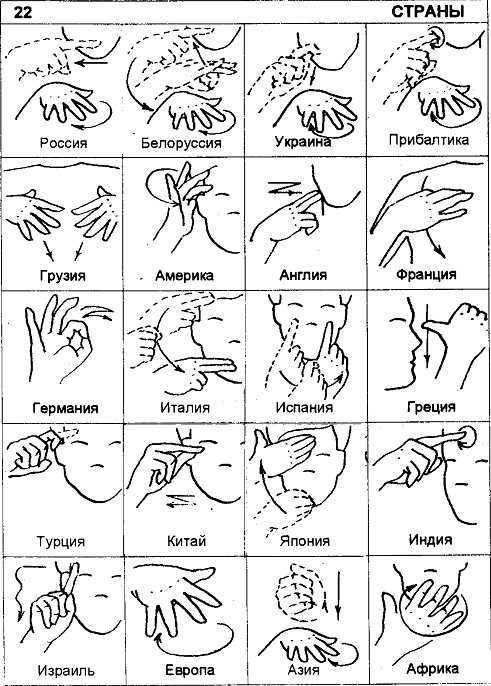 22 СТРАНЫ
Россия Белоруссия Украина Прибалтика
Грузия Америка Англия Франция
Германия Италия Испания Греция
Турция Китай Япония Индия
Израиль Европа Азия Африка